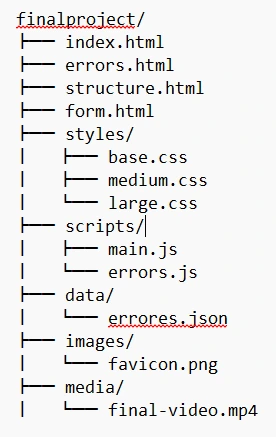 finalproject/
├── index.html
├── errors.html
├── structure.html
├── form.html
├── styles/
│   ├── base.css
│   ├── medium.css
│   └── large.css
├── scripts/
│   ├── main.js
│   └── errors.js
├── data/
│   └── errores.json
├── images/
│   └── favicon.png
├── media/
│   └── final-video.mp4